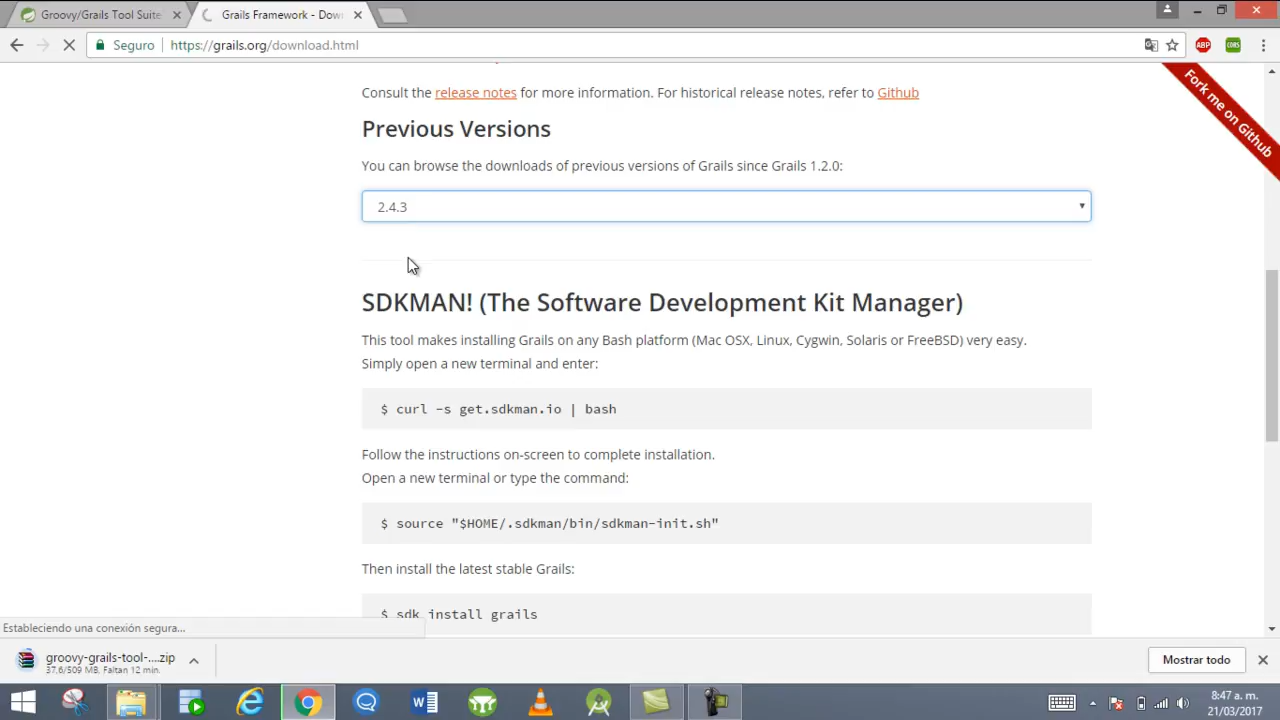 Groovy/Grails Tool Suite
Grails Framework - Dow
Seguro
https://grails.org/download.html
ABP
CORS
Fork me on Github
Consult the release notes for more information. For historical release notes, refer to Github
Previous Versions
You can browse the downloads of previous versions of Grails since Grails 1.2.0:
2.4.3
SDKMAN! (The Software Development Kit Manager)
This tool makes installing Grails on any Bash platform (Mac OSX, Linux, Cygwin, Solaris or FreeBSD) very easy.
Simply open a new terminal and enter:
$ curl -s get.sdkman.io | bash
Follow the instructions on-screen to complete installation.
Open a new terminal or type the command:
$ source "$HOME/.sdkman/bin/sdkman-init.sh"
Then install the latest stable Grails:
$ sdk install grails
Estableciendo una conexión segura...
groovy-grails-tool-....zip
37.6/509 MB, Faltan 12 min.
Mostrar todo
8:47 a. m.
21/03/2017